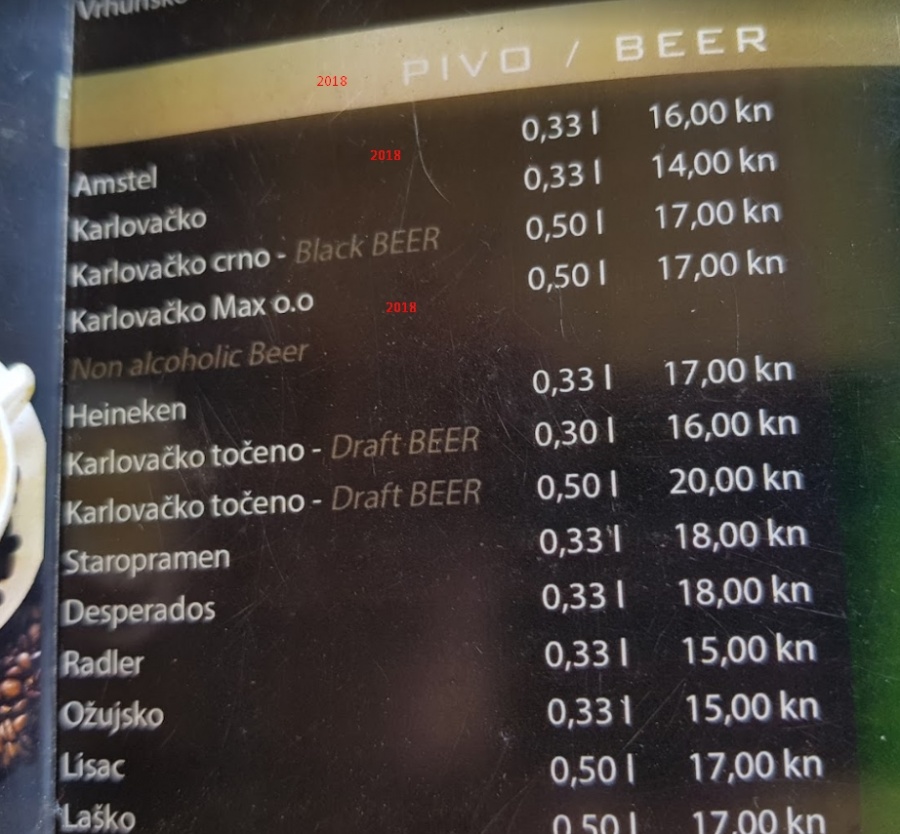 PIVO / BEER
2018
Amstel 0,33 l 16,00 kn
2018
Karlovačko 0,33 l 14,00 kn
Karlovačko crno - Black BEER 0,50 l 17,00 kn
Karlovačko Max o.o 0,50 l 17,00 kn
2018
Non alcoholic Beer
Heineken 0,33 l 17,00 kn
Karlovačko točeno - Draft BEER 0,30 l 16,00 kn
Karlovačko točeno - Draft BEER 0,50 l 20,00 kn
Staropramen 0,33 l 18,00 kn
Desperados 0,33 l 18,00 kn
Radler 0,33 l 15,00 kn
Ožujsko 0,33 l 15,00 kn
Lisac 0,50 l 17,00 kn
Laško 0,50 l 17,00 kn